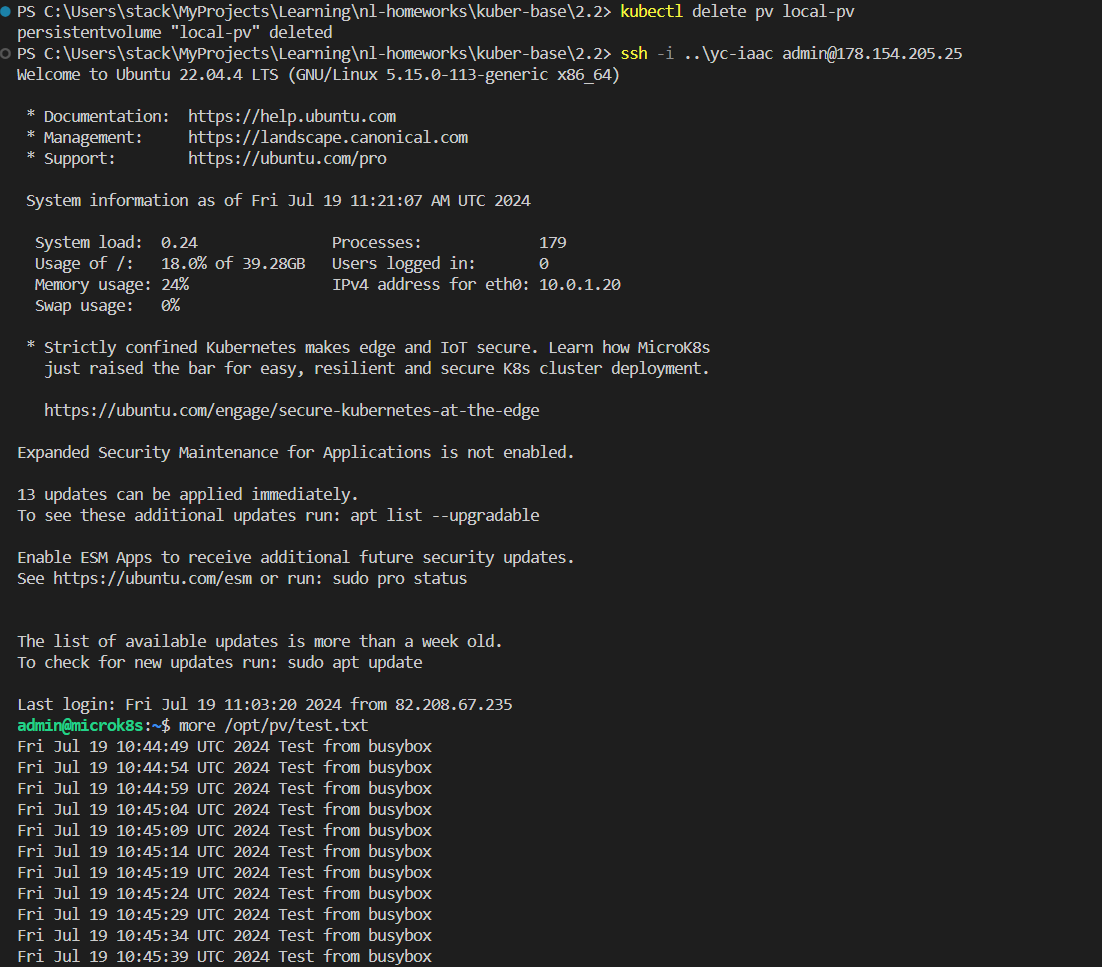 PS C:\Users\stack\MyProjects\Learning\nl-homeworks\kuber-base\2.2> kubectl delete pv local-pv
persistentvolume "local-pv" deleted
PS C:\Users\stack\MyProjects\Learning\nl-homeworks\kuber-base\2.2> ssh -i ..\yc-iaac admin@178.154.205.25
Welcome to Ubuntu 22.04.4 LTS (GNU/Linux 5.15.0-113-generic x86_64)
* Documentation:  https://help.ubuntu.com
* Management:     https://landscape.canonical.com
* Support:        https://ubuntu.com/pro
System information as of Fri Jul 19 11:21:07 AM UTC 2024
System load:  0.24               Processes:             179
Usage of /:   18.0% of 39.28GB   Users logged in:       0
Memory usage: 24%                IPv4 address for eth0: 10.0.1.20
Swap usage:   0%
* Strictly confined Kubernetes makes edge and IoT secure. Learn how MicroK8s
just raised the bar for easy, resilient and secure K8s cluster deployment.
https://ubuntu.com/engage/secure-kubernetes-at-the-edge
Expanded Security Maintenance for Applications is not enabled.
13 updates can be applied immediately.
To see these additional updates run: apt list --upgradable
Enable ESM Apps to receive additional future security updates.
See https://ubuntu.com/esm or run: sudo pro status
The list of available updates is more than a week old.
To check for new updates run: sudo apt update
Last login: Fri Jul 19 11:03:20 2024 from 82.208.67.235
admin@microk8s:~$ more /opt/pv/test.txt
Fri Jul 19 10:44:49 UTC 2024 Test from busybox
Fri Jul 19 10:44:54 UTC 2024 Test from busybox
Fri Jul 19 10:44:59 UTC 2024 Test from busybox
Fri Jul 19 10:45:04 UTC 2024 Test from busybox
Fri Jul 19 10:45:09 UTC 2024 Test from busybox
Fri Jul 19 10:45:14 UTC 2024 Test from busybox
Fri Jul 19 10:45:19 UTC 2024 Test from busybox
Fri Jul 19 10:45:24 UTC 2024 Test from busybox
Fri Jul 19 10:45:29 UTC 2024 Test from busybox
Fri Jul 19 10:45:34 UTC 2024 Test from busybox
Fri Jul 19 10:45:39 UTC 2024 Test from busybox